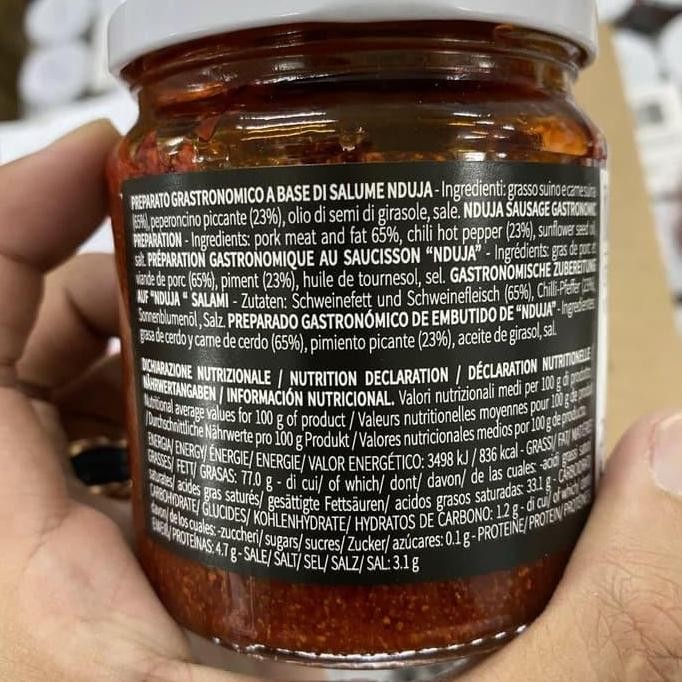 PREPARATO GRASTRONOMICO A BASE DI SALUME NDUJA - Ingredienti: grasso suino e carne suina
(65%), peperoncino piccante (23%), olio di semi di girasole, sale. NDUJA SAUSAGE GASTRONOMIC
PREPARATION - Ingredients: pork meat and fat 65%, chili hot pepper (23%), sunflower seed oil,
salt. PRÉPARATION GASTRONOMIQUE AU SAUCISSON "NDUJA" - Ingrédients: gras de porc et
viande de porc (65%), piment (23%), huile de tournesol, sel. GASTRONOMISCHE ZUBEREITUNG
AUF "NDUJA" SALAMI - Zutaten: Schweinefett und Schweinefleisch (65%), Chilli-Pfeffer (23%),
Sonnenblumenöl, Salz. PREPARADO GASTRONÓMICO DE EMBUTIDO DE "NDUJA" - Ingredientes:
grasa de cerdo y carne de cerdo (65%), pimiento picante (23%), aceite de girasol, sal.
DICHIARAZIONE NUTRIZIONALE / NUTRITION DECLARATION / DÉCLARATION NUTRITIONELLE
NÄHRWERTANGABEN / INFORMACIÓN NUTRICIONAL. Valori nutrizionali medi per 100 g di prodotto
Nutritional average values for 100 g of product / Valeurs nutritionelles moyennes pour 100 g de produit
/ Durchschnittliche Nährwerte pro 100 g Produkt / Valores nutricionales medios por 100 g de producto.
ENERGIA/ ENERGY/ ÉNERGIE/ ENERGIE/ VALOR ENERGÉTICO: 3498 kJ / 836 kcal - GRASSI/ FAT/
GRASSES/ FETT/ GRASAS: 77.0 g - di cui/ of which/ dont/ davon/ de las cuales -acidi grassi
saturates/ acides gras saturés/ gesättigte Fettsäuren/ acidos grasos saturadas: 33.1 g -
CARBOHYDRATE/ GLUCIDES/ KOHLENHYDRATE/ HYDRATOS DE CARBONO: 1.2 g - di cui/ of which
davon/ de los cuales: -zuccheri/ sugars/ sucres/ Zucker/ azúcares: 0.1 g - PROTEINE/ PROTEIN/
EIWEIß/ PROTEÍNAS: 4.7 g - SALE/ SALT/ SEL/ SALZ/ SAL: 3.1 g